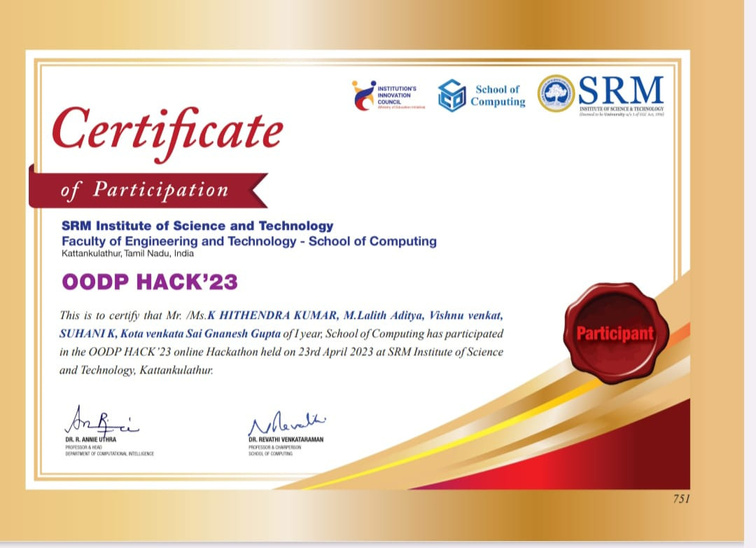 INSTITUTION'S
INNOVATION
COUNCIL
School of
Computing
SRM
INSTITUTE OF SCIENCE & TECHNOLOGY
(Deemed to be University u/s 3 of UGC Act, 1956)
Certificate
of Participation
SRM Institute of Science and Technology
Faculty of Engineering and Technology - School of Computing
Kattankulathur, Tamil Nadu, India
OODP HACK'23
This is to certify that Mr. /Ms.K HITHENDRA KUMAR, M.Lalith Aditya, Vishnu venkat,
SUHANI K, Kota venkata Sai Gnanesh Gupta of I year, School of Computing has participated
in the OODP HACK'23 online Hackathon held on 23rd April 2023 at SRM Institute of Science
and Technology, Kattankulathur.
Participant
DR. R. ANNIE UTHRA
PROFESSOR & HEAD
DEPARTMENT OF COMPUTATIONAL INTELLIGENCE
DR. REVATHI VENKATARAMAN
PROFESSOR & CHAIRPERSON
SCHOOL OF COMPUTING
751